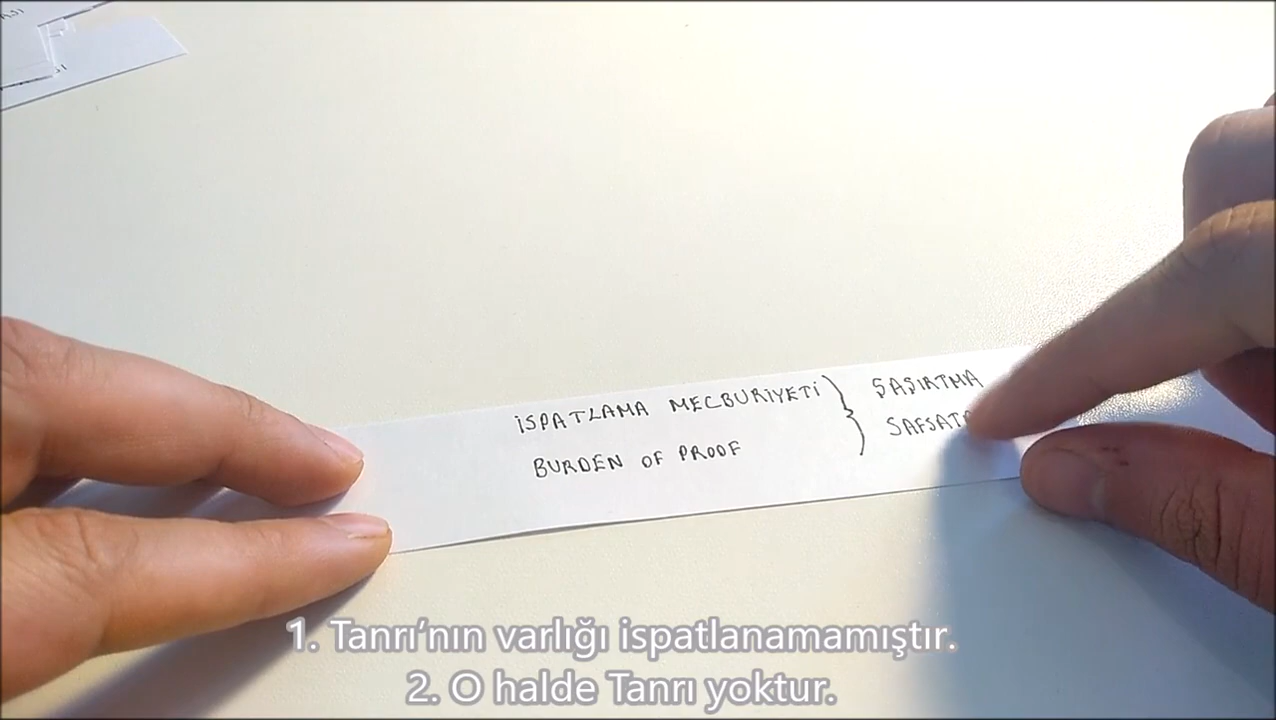 İSPATLAMA MECBURİYETİ
BURDEN OF PROOF
ŞAŞIRTMA
1. Tanrı'nın varlığı ispatlanamamıştır.
2. O halde Tanrı yoktur.